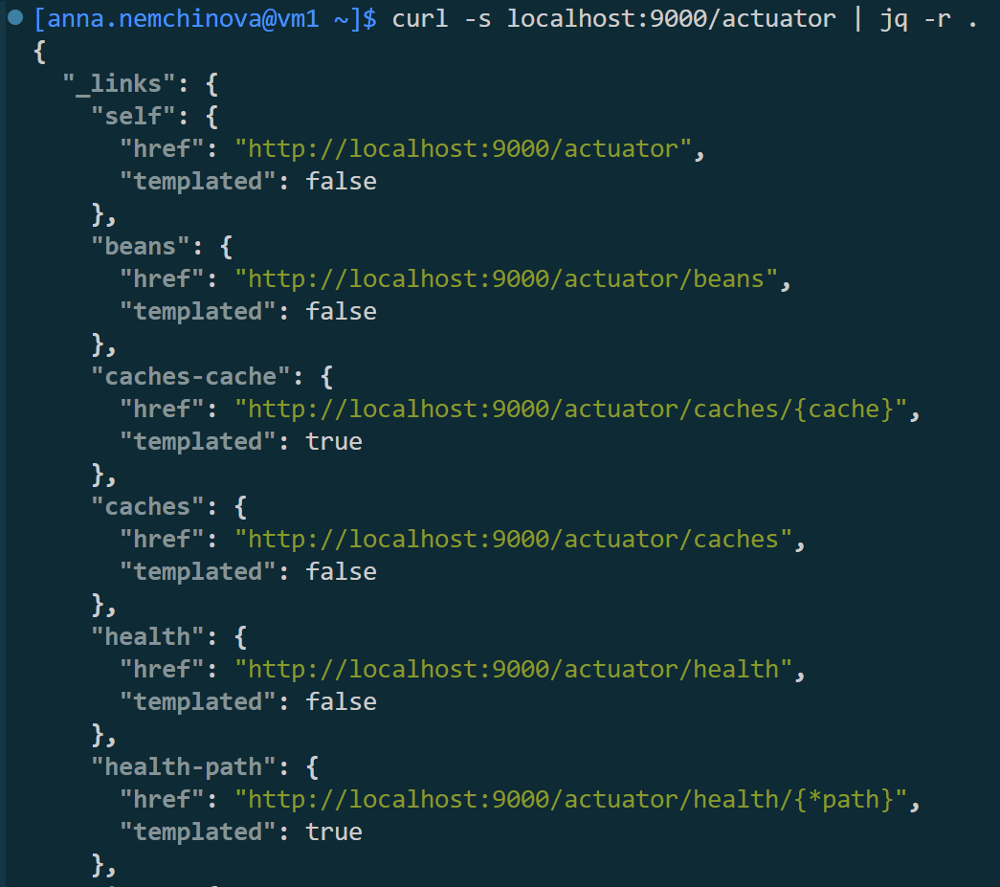 [anna.nemchinova@vm1 ~]$ curl -s localhost:9000/actuator | jq -r .
{
  "_links": {
    "self": {
      "href": "http://localhost:9000/actuator",
      "templated": false
    },
    "beans": {
      "href": "http://localhost:9000/actuator/beans",
      "templated": false
    },
    "caches-cache": {
      "href": "http://localhost:9000/actuator/caches/{cache}",
      "templated": true
    },
    "caches": {
      "href": "http://localhost:9000/actuator/caches",
      "templated": false
    },
    "health": {
      "href": "http://localhost:9000/actuator/health",
      "templated": false
    },
    "health-path": {
      "href": "http://localhost:9000/actuator/health/{*path}",
      "templated": true
    },